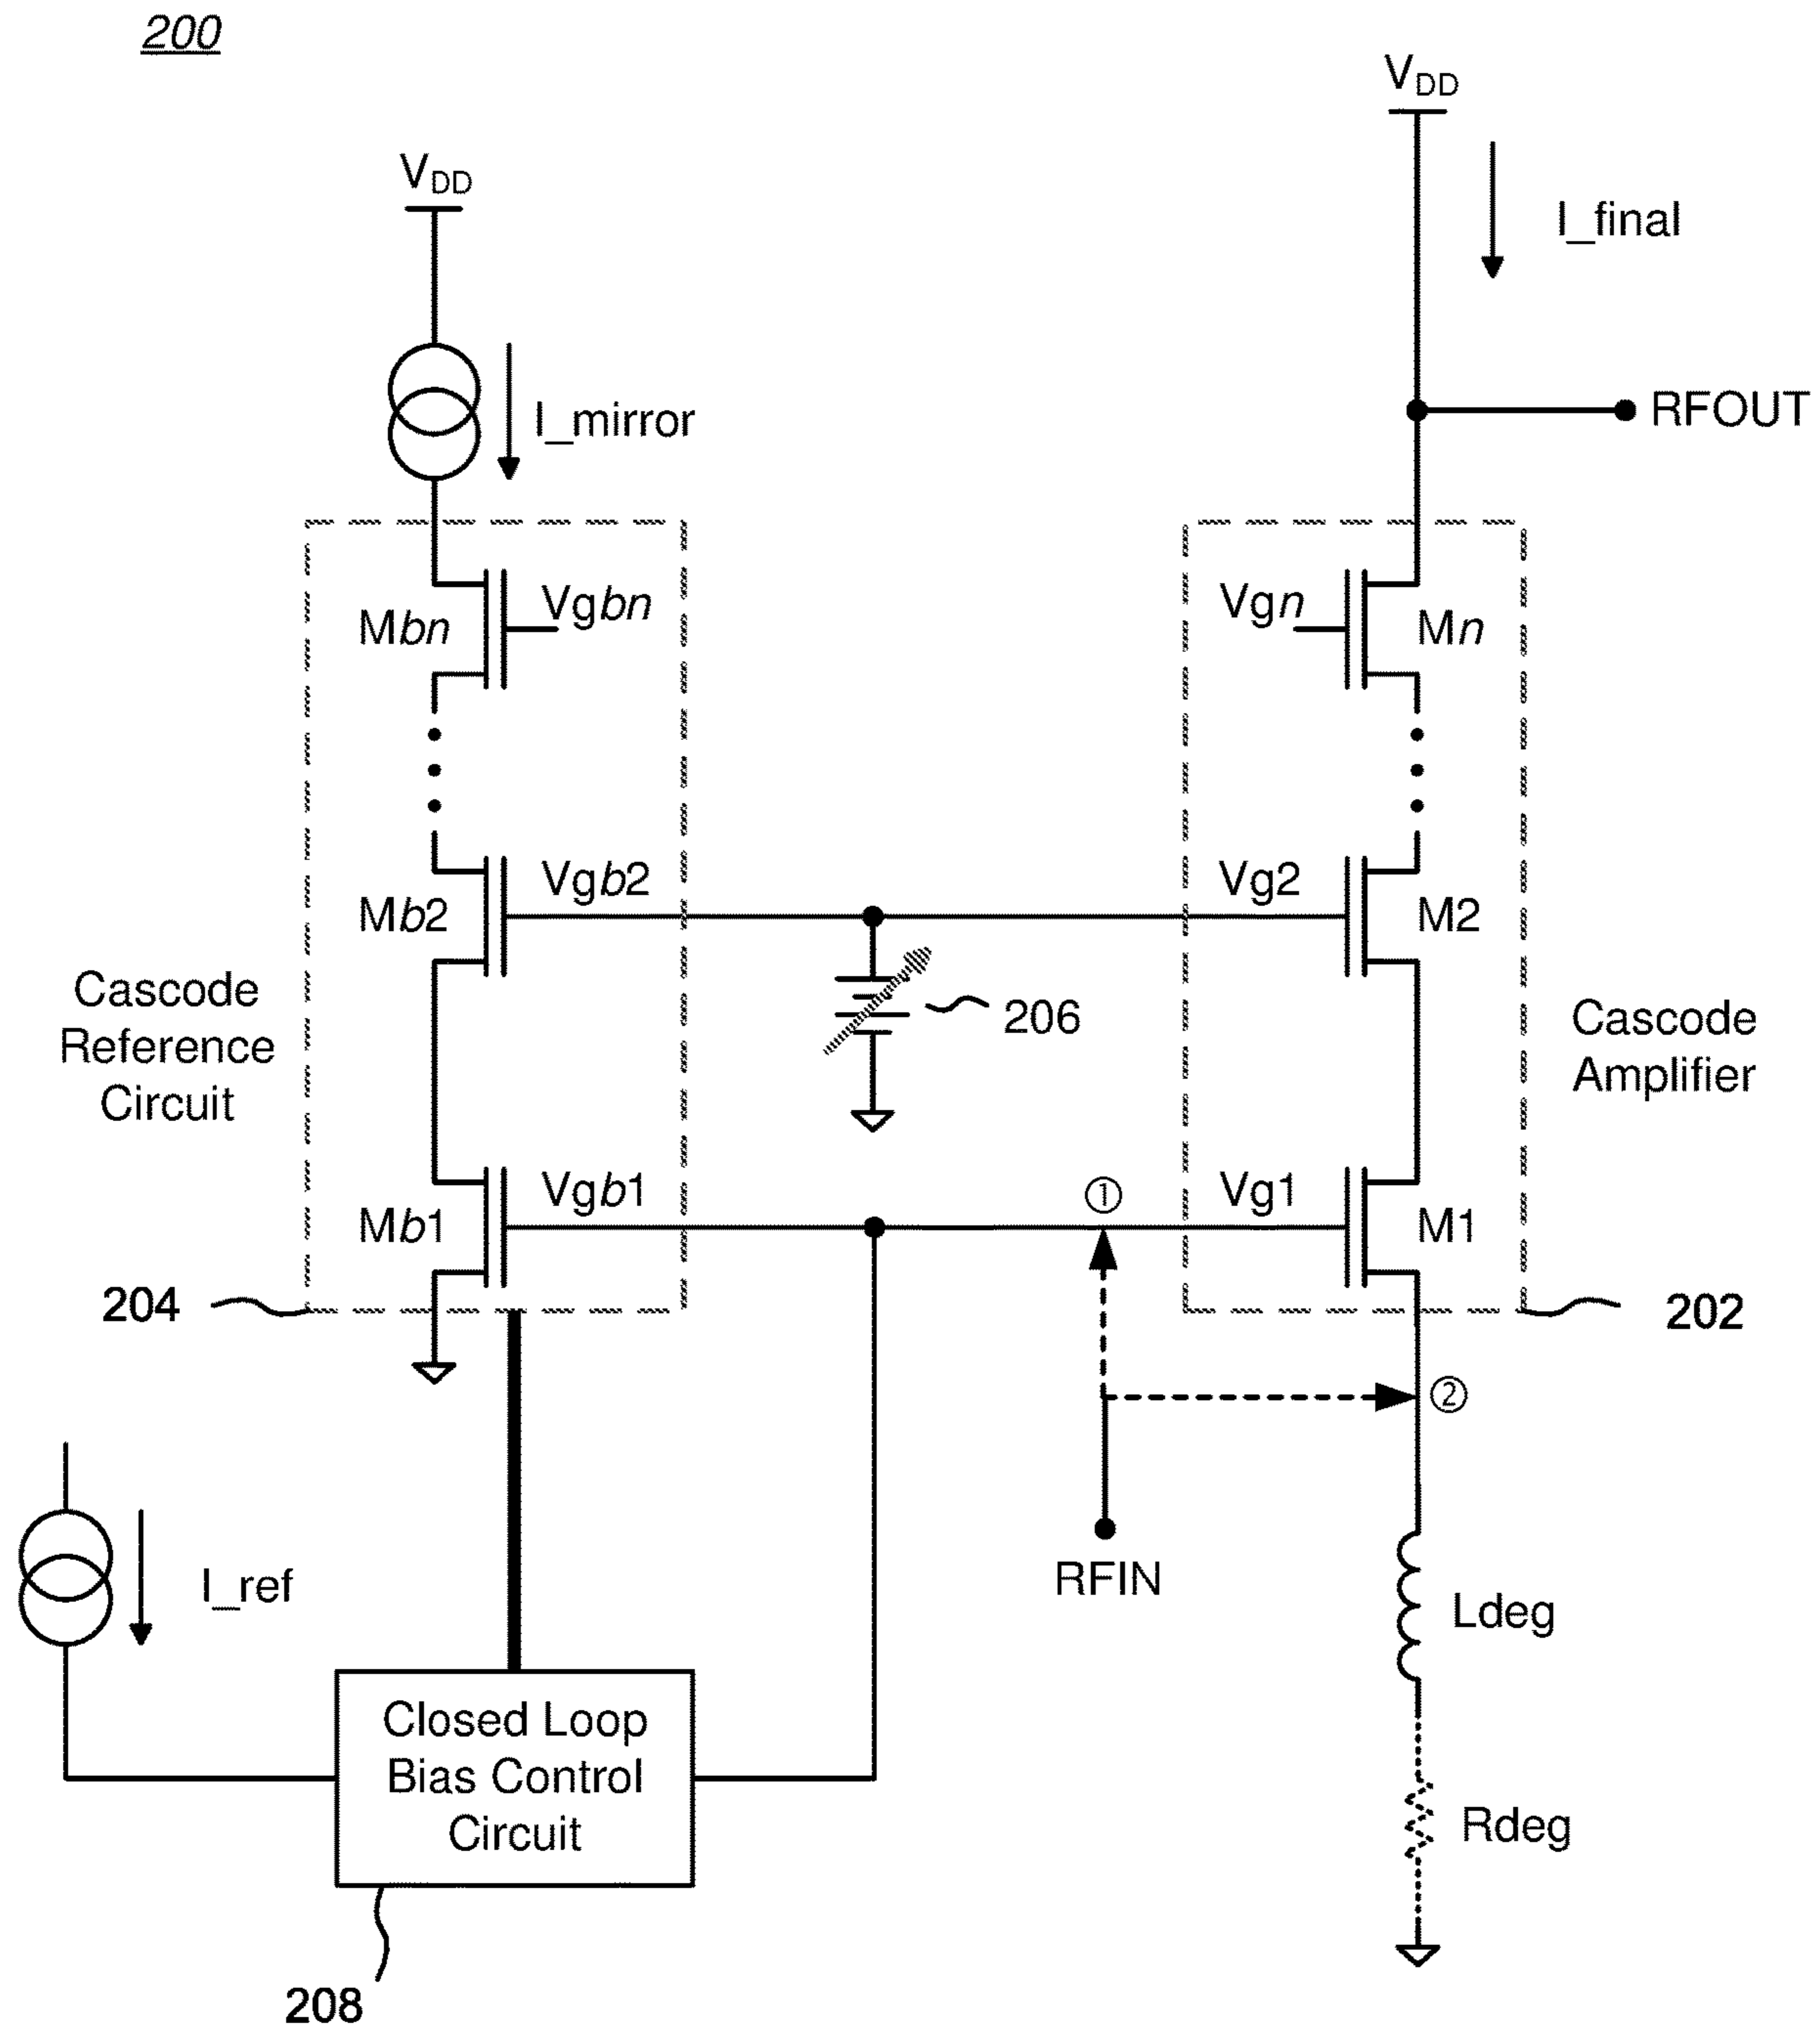 200
VDD
I_final
RFOUT
VDD
I_mirror
Mbn
Vgbn
Vgn
Mn
Mb2
Vgb2
Vg2
M2
206
Cascode
Reference
Circuit
Cascode
Amplifier
Mb1
Vgb1
①
Vg1
M1
204
202
②
RFIN
I_ref
Ldeg
Closed Loop
Bias Control
Circuit
Rdeg
208